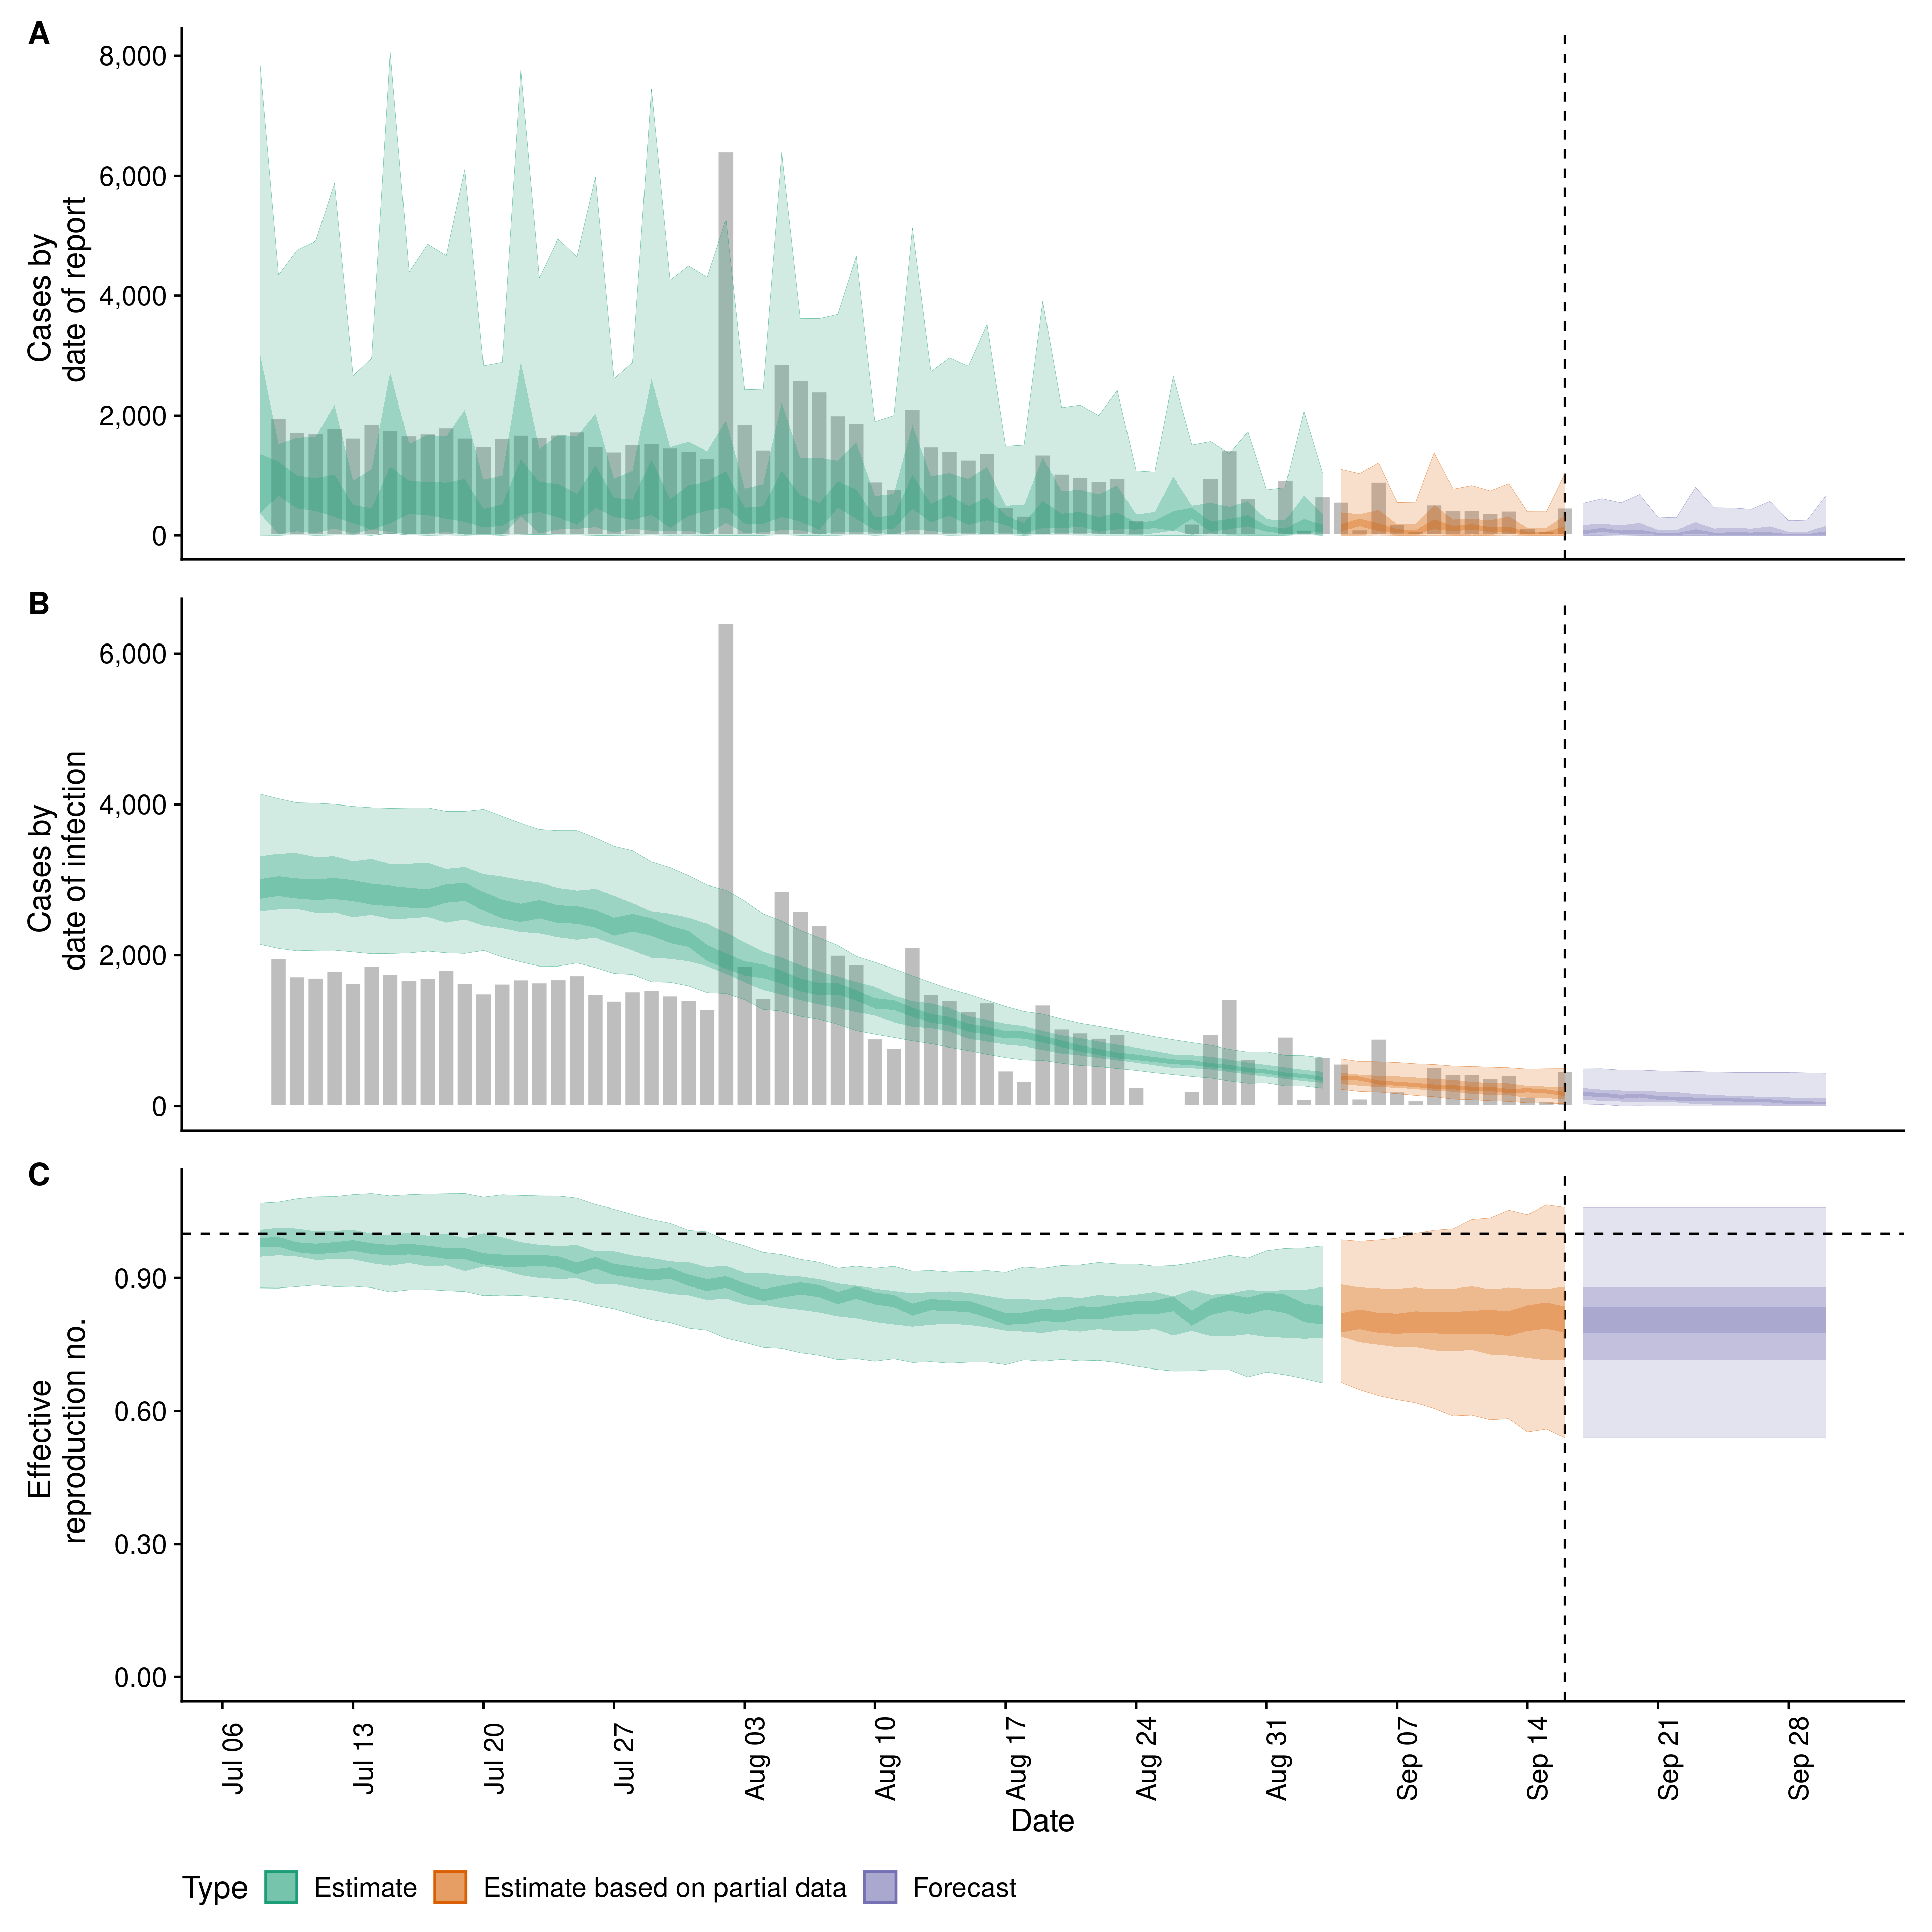 A
Cases by
date of report
8,000
6,000
4,000
2,000
0
B
Cases by
date of infection
6,000
4,000
2,000
0
C
Effective
reproduction no.
0.90
0.60
0.30
0.00
Jul 06
Jul 13
Jul 20
Jul 27
Aug 03
Aug 10
Aug 17
Aug 24
Aug 31
Sep 07
Sep 14
Sep 21
Sep 28
Date
Type Estimate Estimate based on partial data Forecast